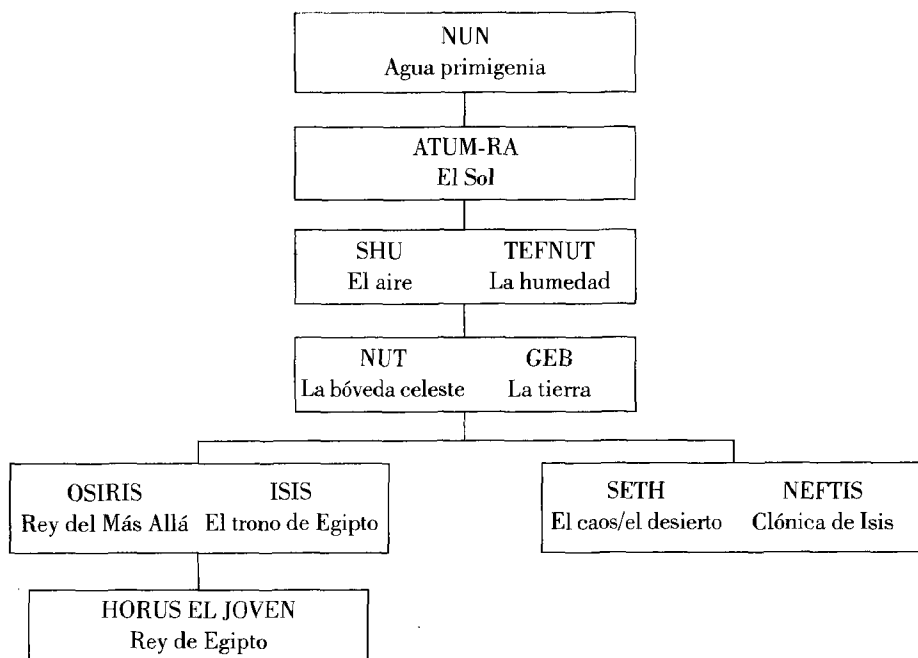 NUN
Agua primigenia
ATUM-RA
El Sol
SHU TEFNUT
El aire La humedad
NUT GEB
La bóveda celeste La tierra
OSIRIS ISIS
Rey del Más Allá El trono de Egipto
SETH NEFTIS
El caos/el desierto Clónica de Isis
HORUS EL JOVEN
Rey de Egipto